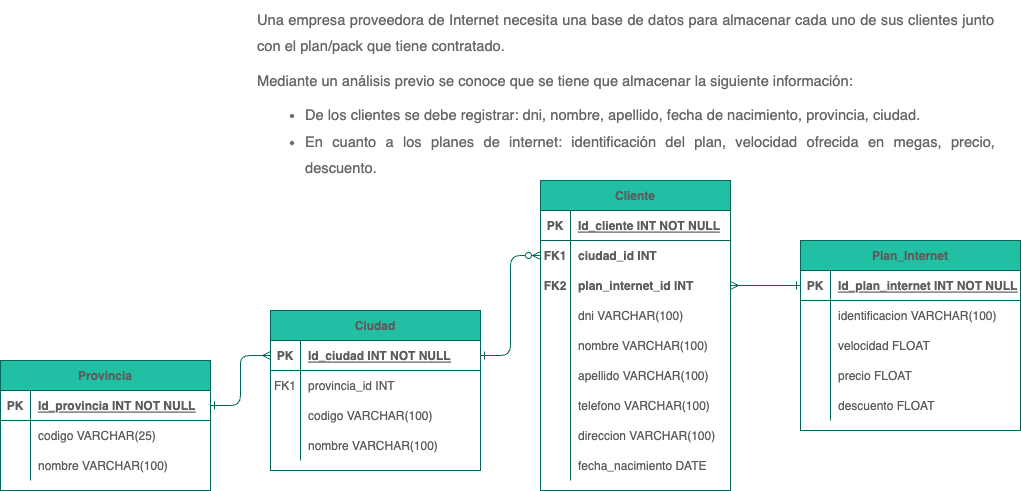 Una empresa proveedora de Internet necesita una base de datos para almacenar cada uno de sus clientes junto
con el plan/pack que tiene contratado.
Mediante un análisis previo se conoce que se tiene que almacenar la siguiente información:
• De los clientes se debe registrar: dni, nombre, apellido, fecha de nacimiento, provincia, ciudad.
• En cuanto a los planes de internet: identificación del plan, velocidad ofrecida en megas, precio,
descuento.
Provincia
PK Id_provincia INT NOT NULL
codigo VARCHAR(25)
nombre VARCHAR(100)
Ciudad
PK Id_ciudad INT NOT NULL
FK1 provincia_id INT
codigo VARCHAR(100)
nombre VARCHAR(100)
Cliente
PK Id_cliente INT NOT NULL
FK1 ciudad_id INT
FK2 plan_internet_id INT
dni VARCHAR(100)
nombre VARCHAR(100)
apellido VARCHAR(100)
telefono VARCHAR(100)
direccion VARCHAR(100)
fecha_nacimiento DATE
Plan_Internet
PK Id_plan_internet INT NOT NULL
identificacion VARCHAR(100)
velocidad FLOAT
precio FLOAT
descuento FLOAT